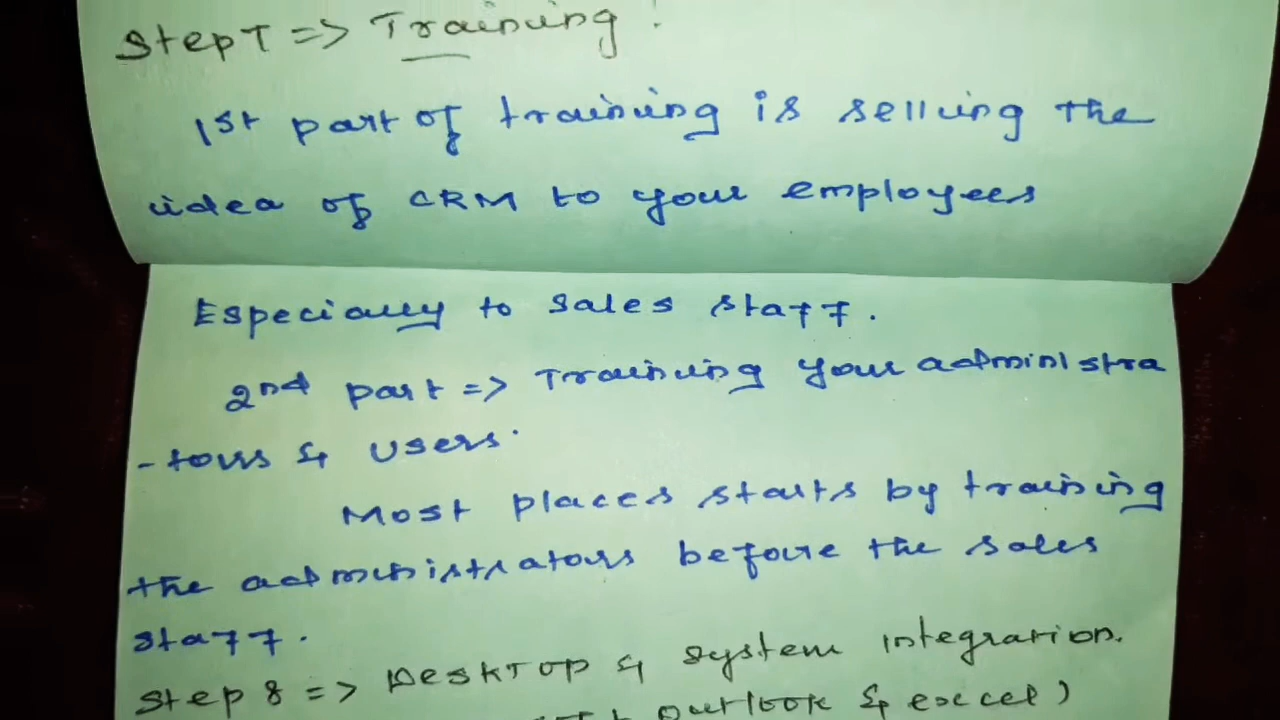 Step 7 => Training:
1st part of training is selling the
idea of CRM to your employees
Especially to sales staff.
2nd part => Training your administra
-tors & users.
Most places starts by training
the administrators before the sales
staff.
Step 8 => Desktop & system integration.
outlook & excel)